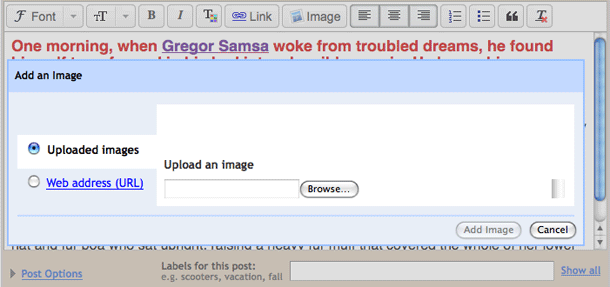 Font T B I T Link Image
One morning, when Gregor Samsa woke from troubled dreams, he found
Add an Image
Uploaded images
Web address (URL)
Upload an image
Browse...
Add Image Cancel
hat and fur boa who sat upright, raising a heavy fur muff that covered the whole of her lower
Post Options
Labels for this post:
e.g. scooters, vacation, fall
Show all